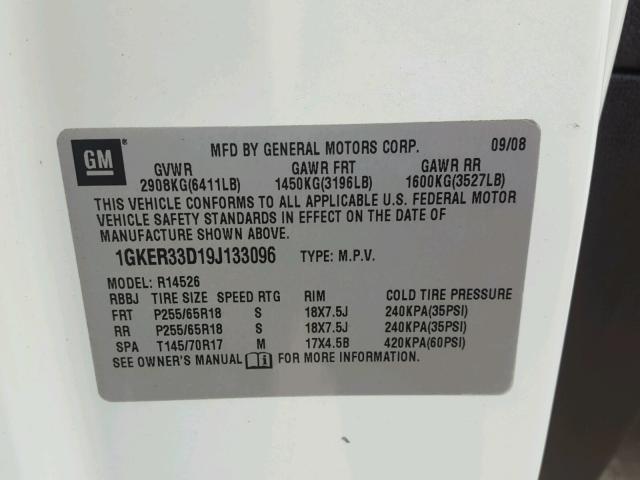 GM ® MFD BY GENERAL MOTORS CORP. 09/08
GVWR GAWR FRT GAWR RR
2908KG(6411LB) 1450KG(3196LB) 1600KG(3527LB)
THIS VEHICLE CONFORMS TO ALL APPLICABLE U.S. FEDERAL MOTOR
VEHICLE SAFETY STANDARDS IN EFFECT ON THE DATE OF
MANUFACTURE SHOWN ABOVE.
1GKER33D19J133096 TYPE: M.P.V.
MODEL: R14526
RBBJ TIRE SIZE SPEED RTG RIM COLD TIRE PRESSURE
FRT P255/65R18 S 18X7.5J 240KPA(35PSI)
RR P255/65R18 S 18X7.5J 240KPA(35PSI)
SPA T145/70R17 M 17X4.5B 420KPA(60PSI)
SEE OWNER'S MANUAL FOR MORE INFORMATION.